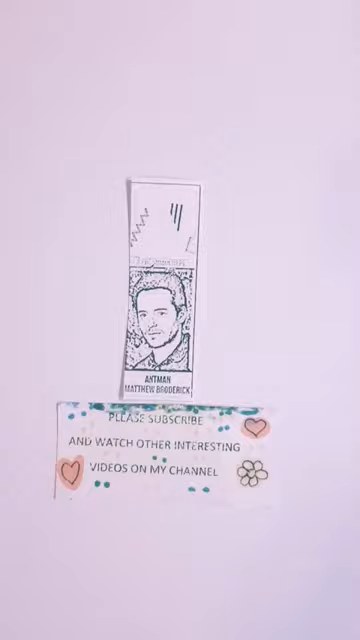 ANTMAN
MATTHEW BRODERICK
PLEASE SUBSCRIBE
AND WATCH OTHER INTERESTING
VIDEOS ON MY CHANNEL